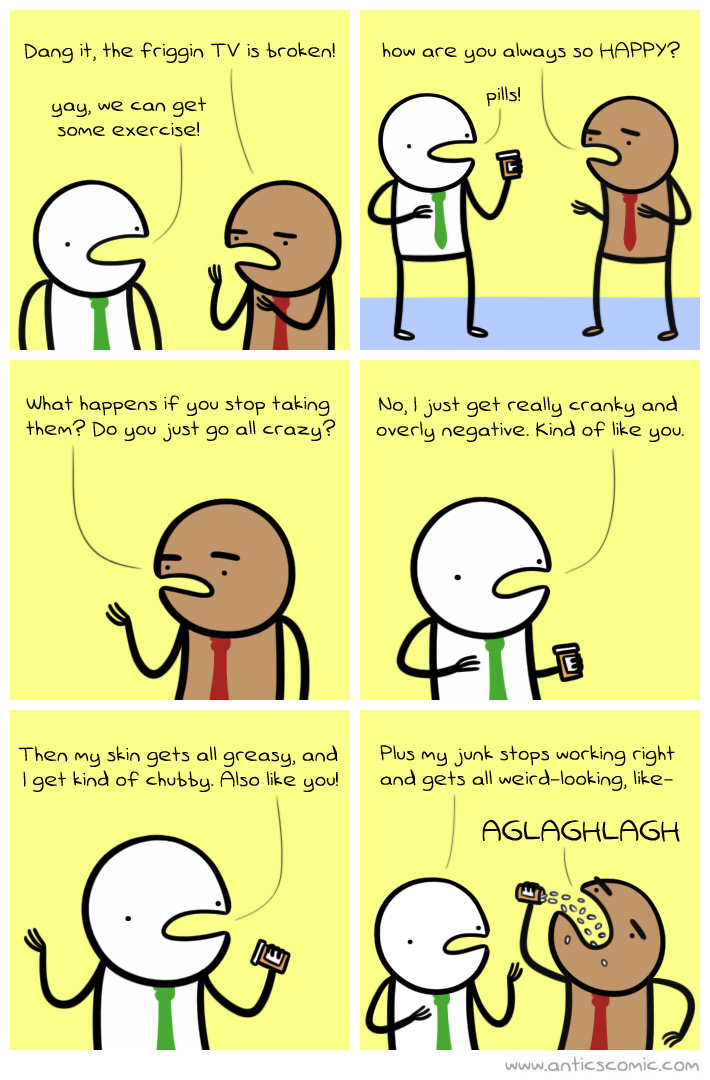 Dang it, the friggin TV is broken!
yay, we can get
some exercise!
how are you always so HAPPY?
pills!
What happens if you stop taking
them? Do you just go all crazy?
No, I just get really cranky and
overly negative. Kind of like you.
Then my skin gets all greasy, and
I get kind of chubby. Also like you!
Plus my junk stops working right
and gets all weird-looking, like-
AGLAGHLAGH
www.anticscomic.com